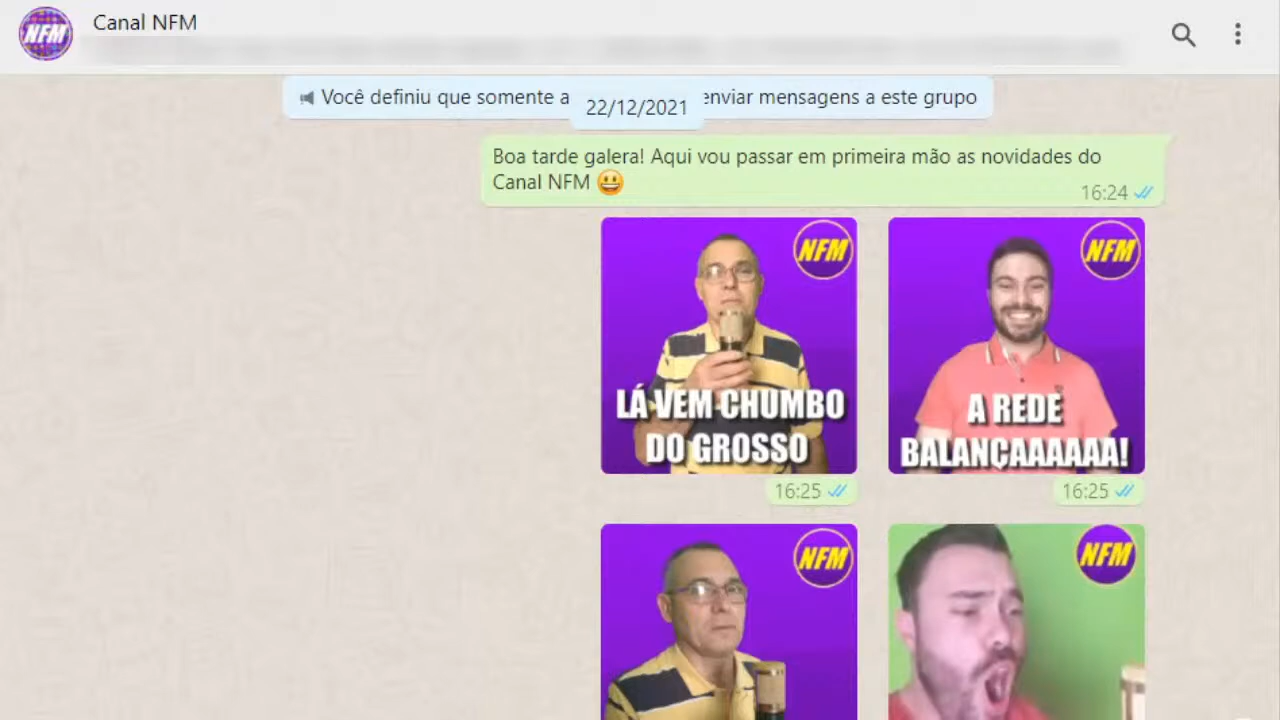 NFM
Canal NFM
Você definiu que somente a
enviar mensagens a este grupo
22/12/2021
Boa tarde galera! Aqui vou passar em primeira mão as novidades do
Canal NFM 😃
16:24
NFM
LÁ VEM CHUMBO
DO GROSSO
16:25
NFM
A REDE
BALANÇAAAAAA!
16:25
NFM
NFM